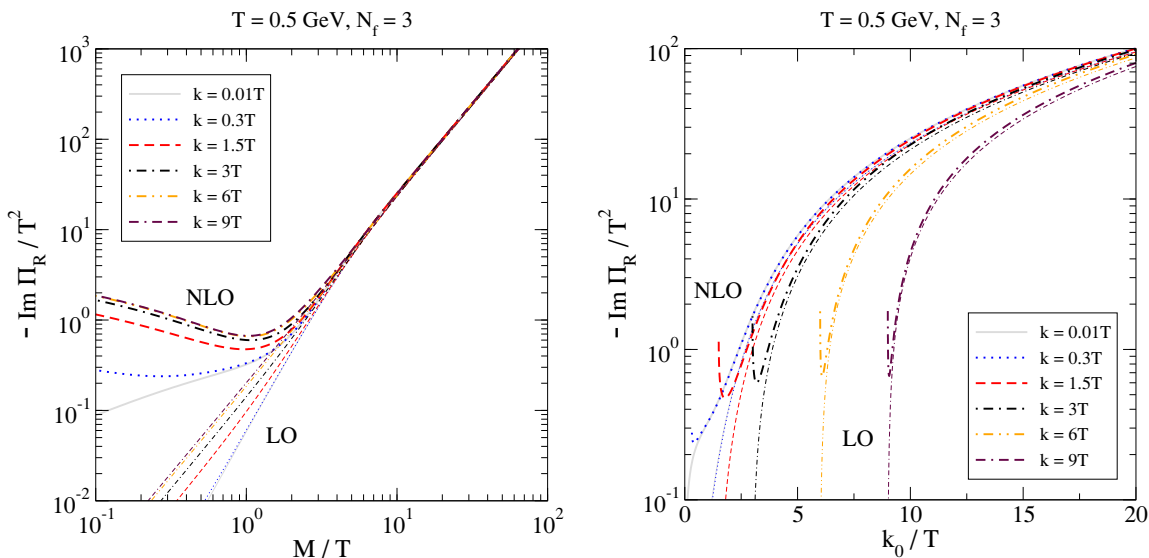 T = 0.5 GeV, N_f = 3
- Im Π_R / T^2
10^3
10^2
10^1
10^0
10^-1
10^-2
k = 0.01T
k = 0.3T
k = 1.5T
k = 3T
k = 6T
k = 9T
NLO
LO
10^-1
10^0
10^1
10^2
M / T
T = 0.5 GeV, N_f = 3
- Im Π_R / T^2
10^2
10^1
10^0
10^-1
NLO
LO
k = 0.01T
k = 0.3T
k = 1.5T
k = 3T
k = 6T
k = 9T
0
5
10
15
20
k_0 / T